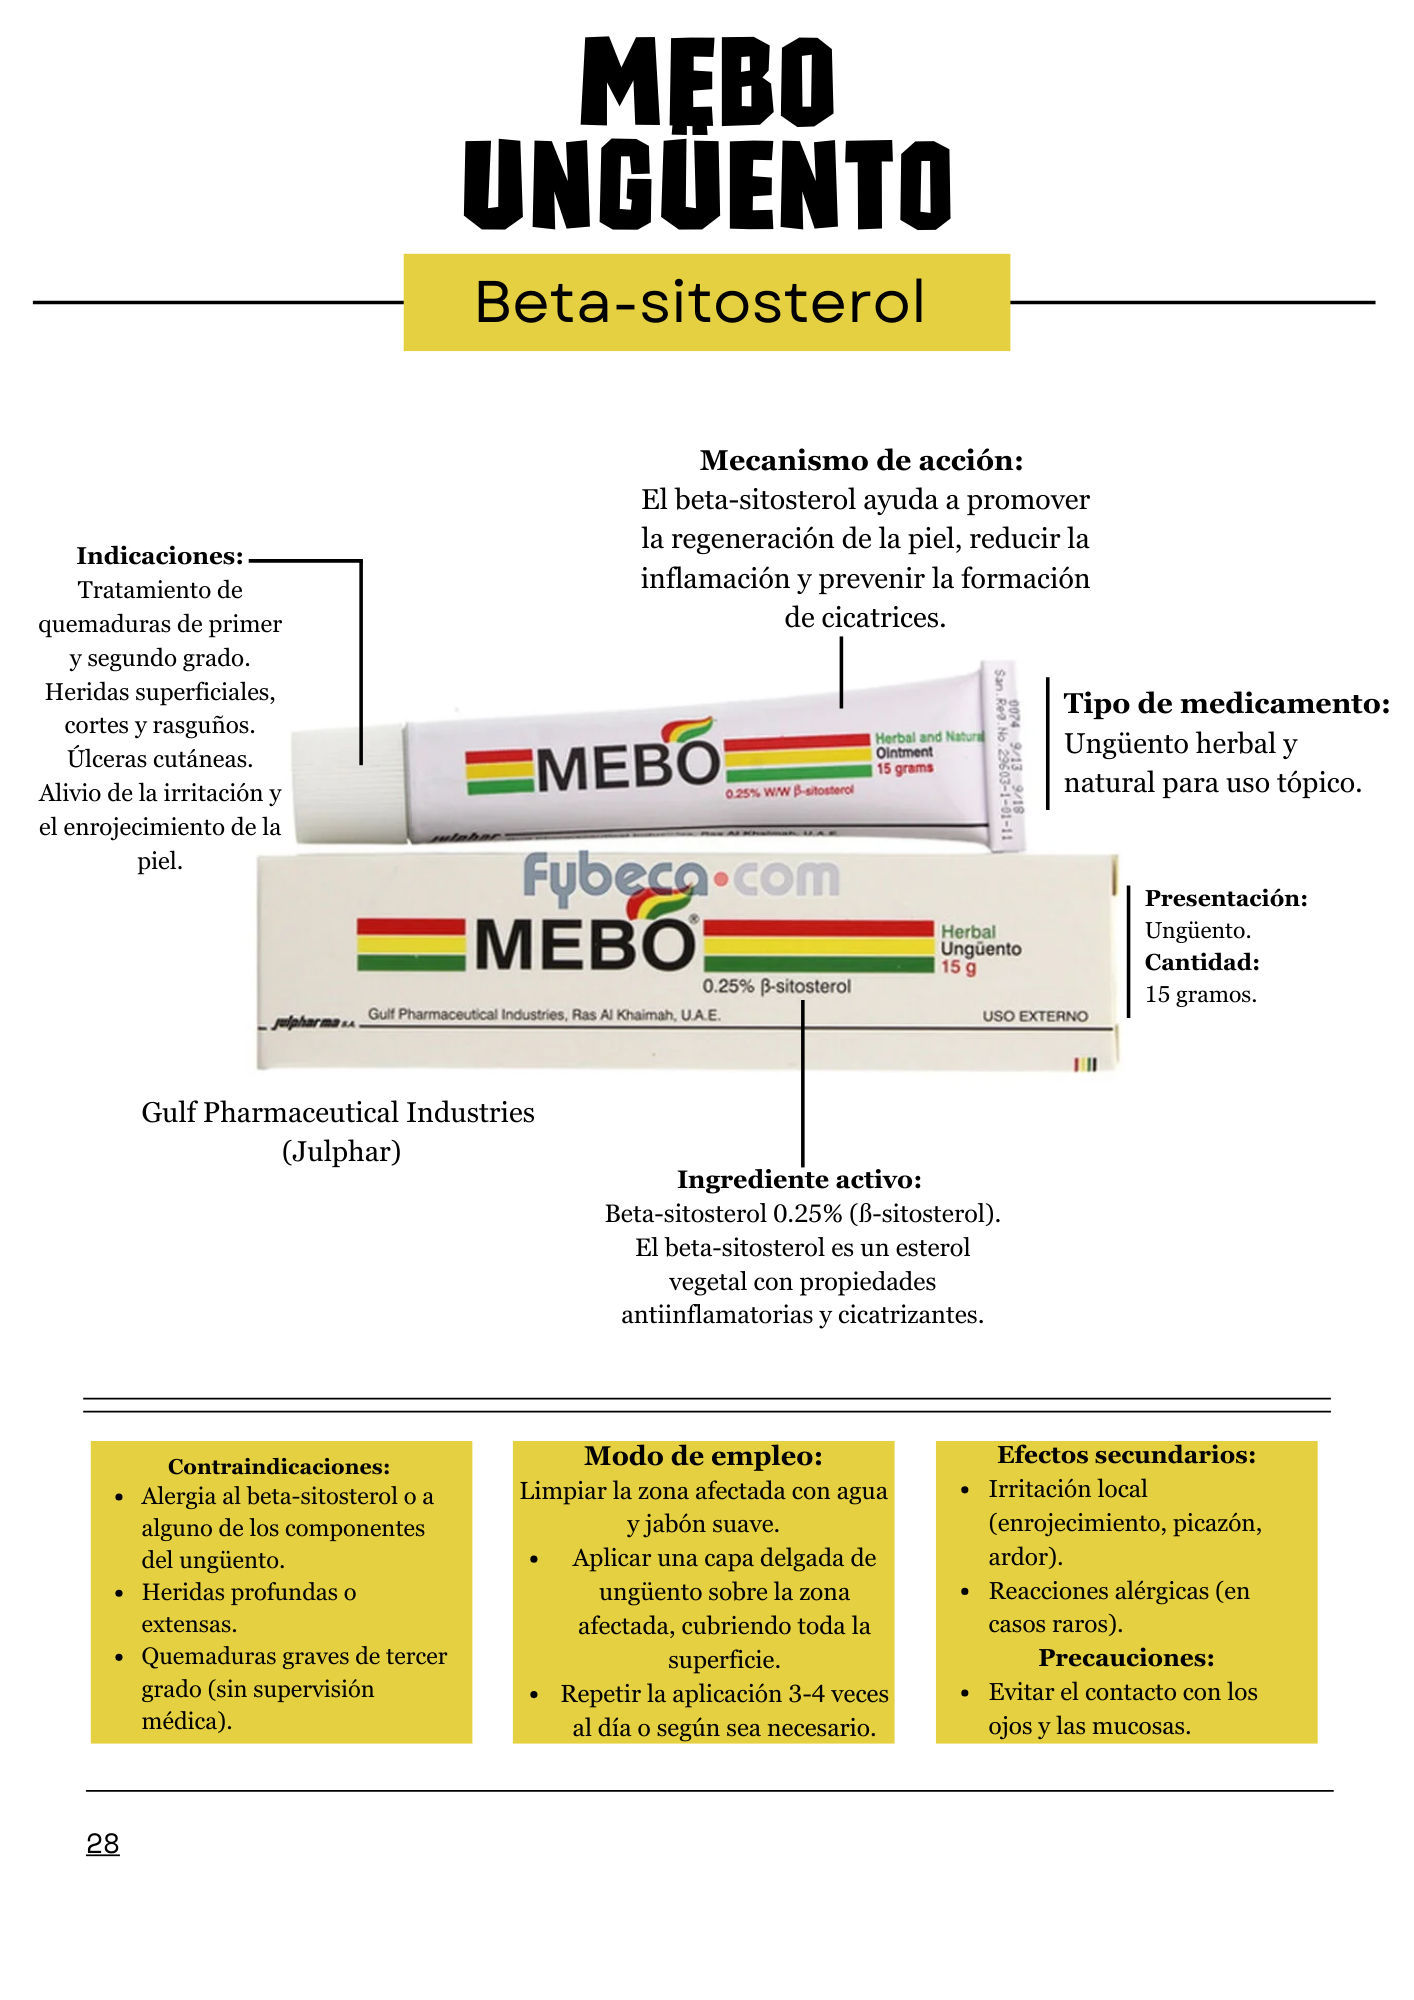 MEBO
UNGÜENTO
Beta-sitosterol
Mecanismo de acción:
El beta-sitosterol ayuda a promover
la regeneración de la piel, reducir la
inflamación y prevenir la formación
de cicatrices.
Indicaciones:
Tratamiento de
quemaduras de primer
y segundo grado.
Heridas superficiales,
cortes y rasguños.
Úlceras cutáneas.
Alivio de la irritación y
el enrojecimiento de la
piel.
Tipo de medicamento:
Ungüento herbal y
natural para uso tópico.
MEBO
Herbal and Natural
Ointment
15 grams
0.25% W/W β-sitosterol
julphar
Ras Al Khaimah, U.A.E.
0074 9/13 9/18
San.Reg.No.29603-1-01-11
Fybeca.com
MEBO®
Herbal
Ungüento
15 g
0.25% β-sitosterol
julpharma S.A.
Gulf Pharmaceutical Industries, Ras Al Khaimah, U.A.E.
USO EXTERNO
Presentación:
Ungüento.
Cantidad:
15 gramos.
Gulf Pharmaceutical Industries
(Julphar)
Ingrediente activo:
Beta-sitosterol 0.25% (ß-sitosterol).
El beta-sitosterol es un esterol
vegetal con propiedades
antiinflamatorias y cicatrizantes.
Contraindicaciones:
• Alergia al beta-sitosterol o a
alguno de los componentes
del ungüento.
• Heridas profundas o
extensas.
• Quemaduras graves de tercer
grado (sin supervisión
médica).
Modo de empleo:
Limpiar la zona afectada con agua
y jabón suave.
• Aplicar una capa delgada de
ungüento sobre la zona
afectada, cubriendo toda la
superficie.
• Repetir la aplicación 3-4 veces
al día o según sea necesario.
Efectos secundarios:
• Irritación local
(enrojecimiento, picazón,
ardor).
• Reacciones alérgicas (en
casos raros).
Precauciones:
• Evitar el contacto con los
ojos y las mucosas.
28